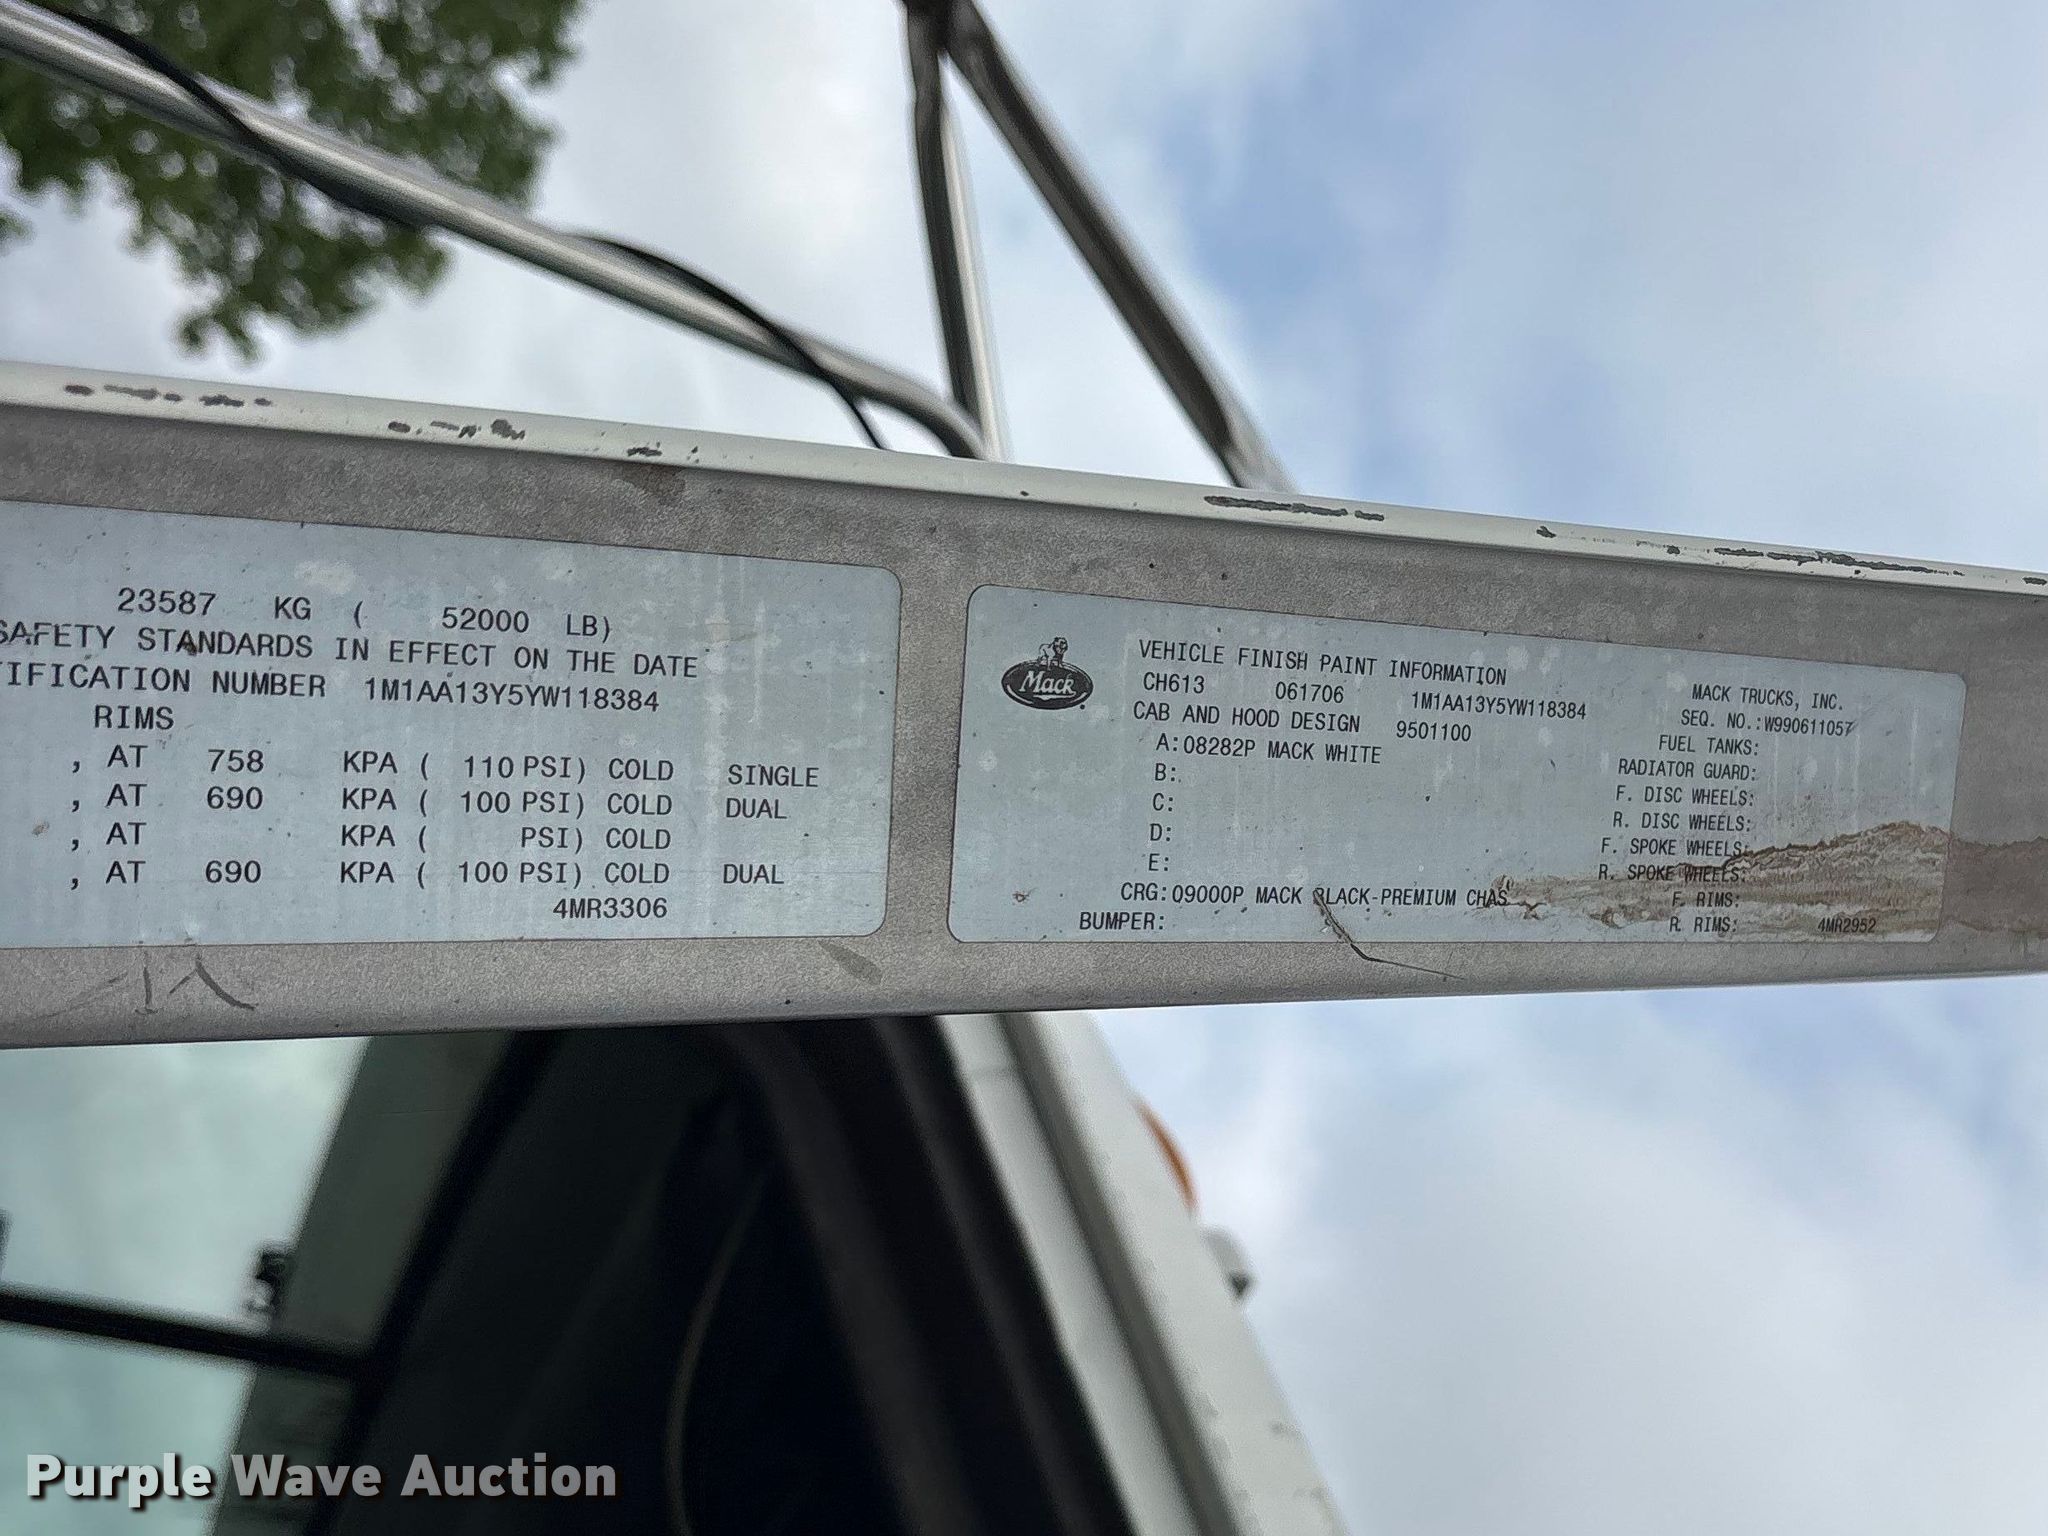 23587 KG ( 52000 LB)
SAFETY STANDARDS IN EFFECT ON THE DATE
TIFICATION NUMBER 1M1AA13Y5YW118384
RIMS
, AT 758 KPA ( 110 PSI) COLD SINGLE
, AT 690 KPA ( 100 PSI) COLD DUAL
, AT KPA ( PSI) COLD
, AT 690 KPA ( 100 PSI) COLD DUAL
4MR3306
Mack
VEHICLE FINISH PAINT INFORMATION
CH613 061706 1M1AA13Y5YW118384
CAB AND HOOD DESIGN 9501100
A:08282P MACK WHITE
B:
C:
D:
E:
CRG:09000P MACK BLACK-PREMIUM CHAS
BUMPER:
MACK TRUCKS, INC.
SEQ. NO.:W990611057
FUEL TANKS:
RADIATOR GUARD:
F. DISC WHEELS:
R. DISC WHEELS:
F. SPOKE WHEELS:
R. SPOKE WHEELS:
F. RIMS:
R. RIMS: 4MR2952
Purple Wave Auction